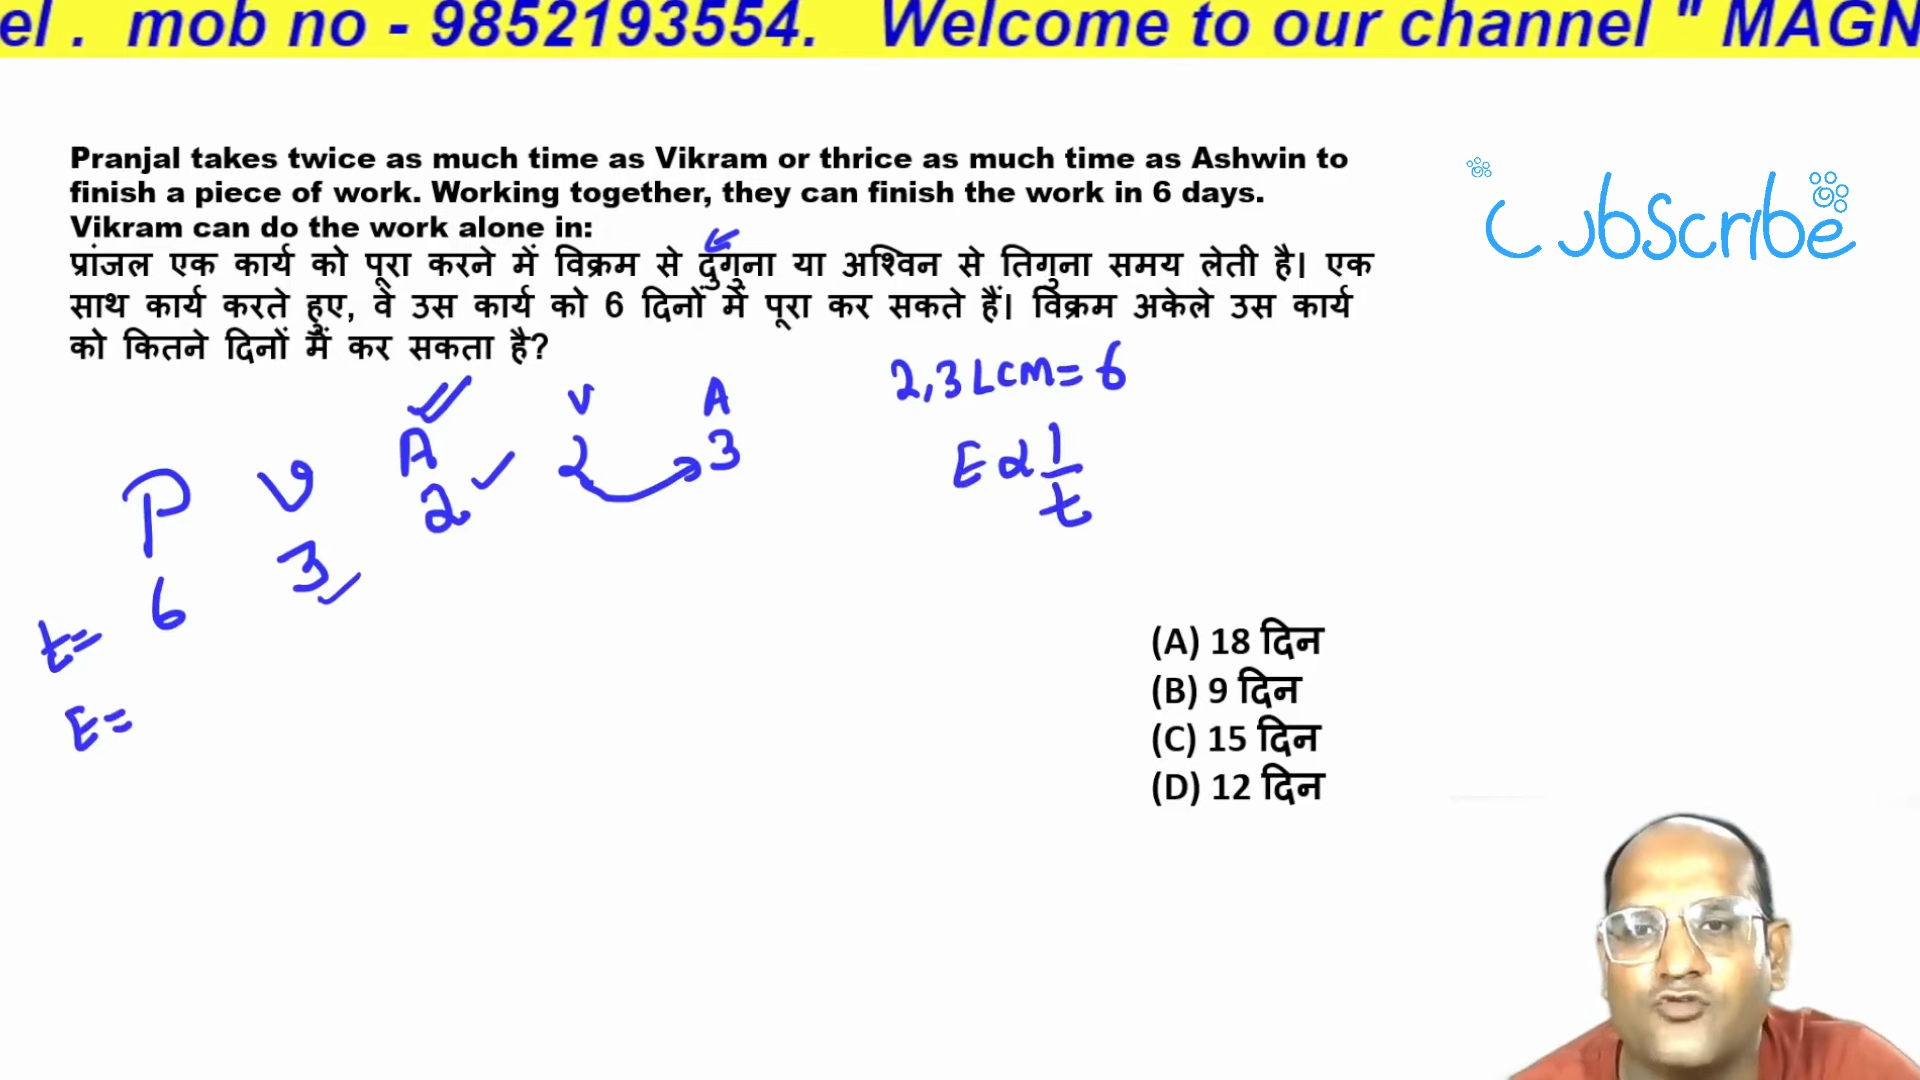 el . mob no - 9852193554. Welcome to our channel " MAGN
Pranjal takes twice as much time as Vikram or thrice as much time as Ashwin to
finish a piece of work. Working together, they can finish the work in 6 days.
Vikram can do the work alone in:
प्रांजल एक कार्य को पूरा करने में विक्रम से दुगुना या अश्विन से तिगुना समय लेती है। एक
साथ कार्य करते हुए, वे उस कार्य को 6 दिनों में पूरा कर सकते हैं। विक्रम अकेले उस कार्य
को कितने दिनों में कर सकता है?
Subscribe
2,3 LCM = 6
V A
2 3
E α 1/t
P V A
t= 6 3 2
E=
(A) 18 दिन
(B) 9 दिन
(C) 15 दिन
(D) 12 दिन